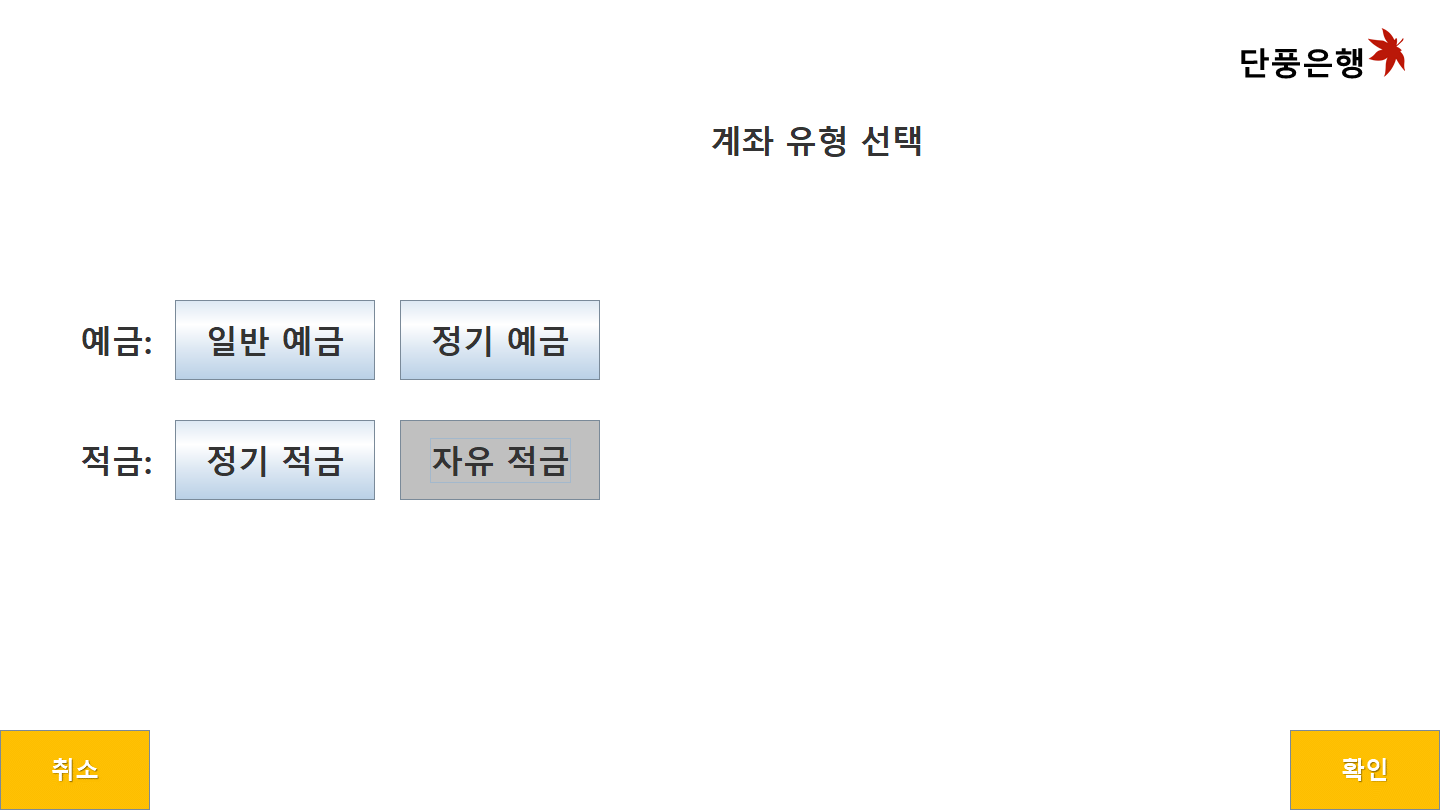 단풍은행
계좌 유형 선택
예금: 일반 예금 정기 예금
적금: 정기 적금 자유 적금
취소 확인